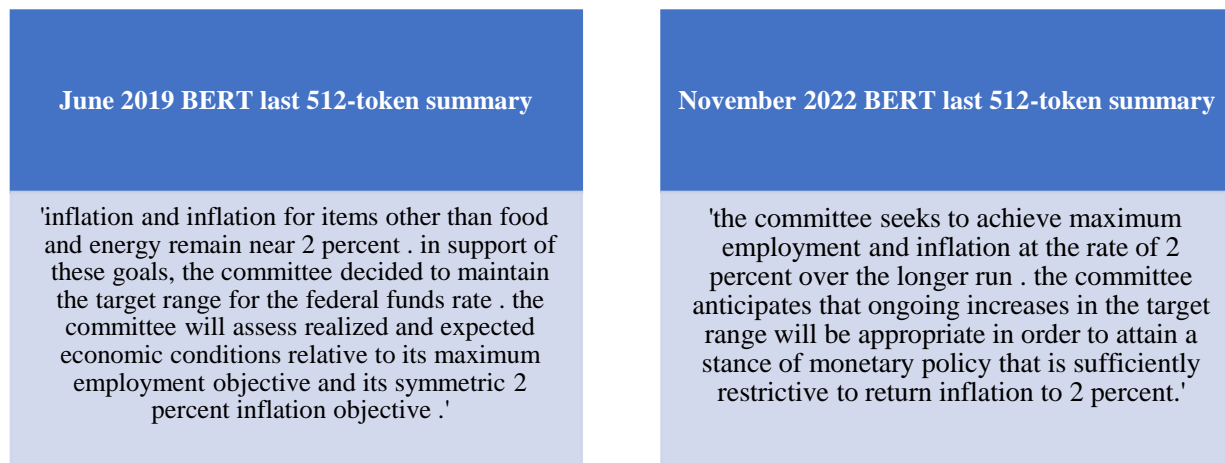 June 2019 BERT last 512-token summary
'inflation and inflation for items other than food
and energy remain near 2 percent . in support of
these goals, the committee decided to maintain
the target range for the federal funds rate . the
committee will assess realized and expected
economic conditions relative to its maximum
employment objective and its symmetric 2
percent inflation objective .'
November 2022 BERT last 512-token summary
'the committee seeks to achieve maximum
employment and inflation at the rate of 2
percent over the longer run . the committee
anticipates that ongoing increases in the target
range will be appropriate in order to attain a
stance of monetary policy that is sufficiently
restrictive to return inflation to 2 percent.'